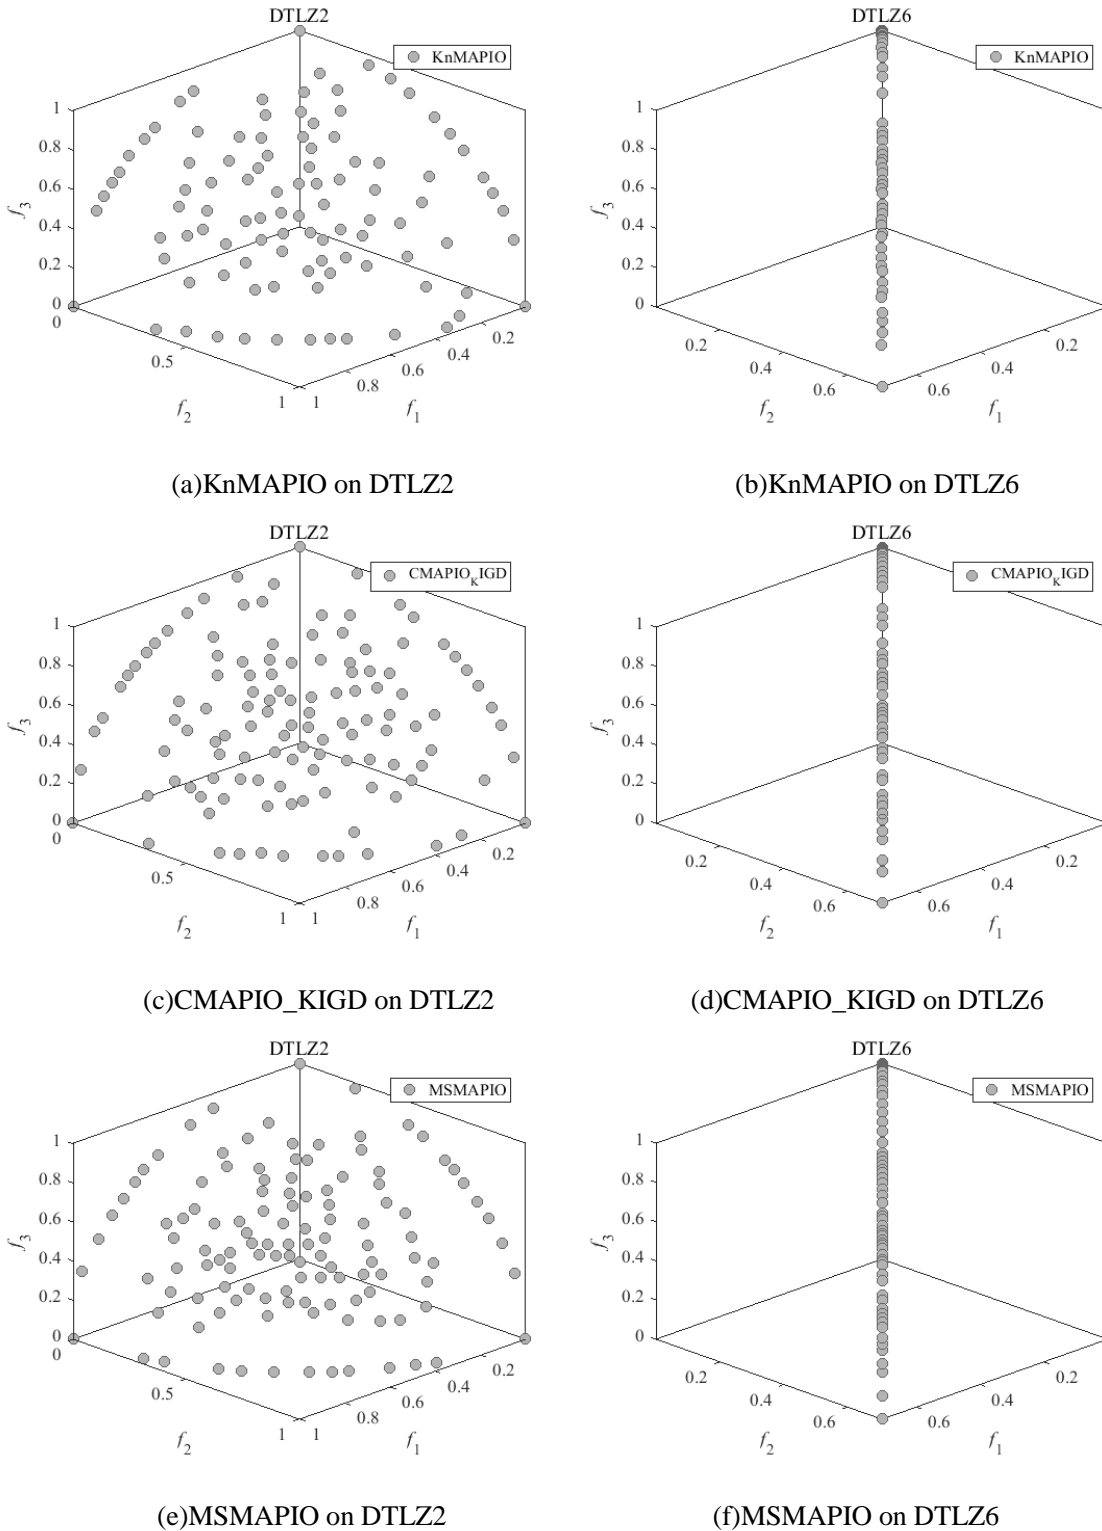 DTLZ2
KnMAPIO
1
0.8
0.6
0.4
0.2
0
f3
0
0.5
1
f2
1
0.8
0.6
0.4
0.2
f1
(a)KnMAPIO on DTLZ2
DTLZ6
KnMAPIO
1
0.8
0.6
0.4
0.2
0
f3
0.2
0.4
0.6
f2
0.6
0.4
0.2
f1
(b)KnMAPIO on DTLZ6
DTLZ2
CMAPIOKIGD
1
0.8
0.6
0.4
0.2
0
f3
0
0.5
1
f2
1
0.8
0.6
0.4
0.2
f1
(c)CMAPIO_KIGD on DTLZ2
DTLZ6
CMAPIOKIGD
1
0.8
0.6
0.4
0.2
0
f3
0.2
0.4
0.6
f2
0.6
0.4
0.2
f1
(d)CMAPIO_KIGD on DTLZ6
DTLZ2
MSMAPIO
1
0.8
0.6
0.4
0.2
0
f3
0
0.5
1
f2
1
0.8
0.6
0.4
0.2
f1
(e)MSMAPIO on DTLZ2
DTLZ6
MSMAPIO
1
0.8
0.6
0.4
0.2
0
f3
0.2
0.4
0.6
f2
0.6
0.4
0.2
f1
(f)MSMAPIO on DTLZ6